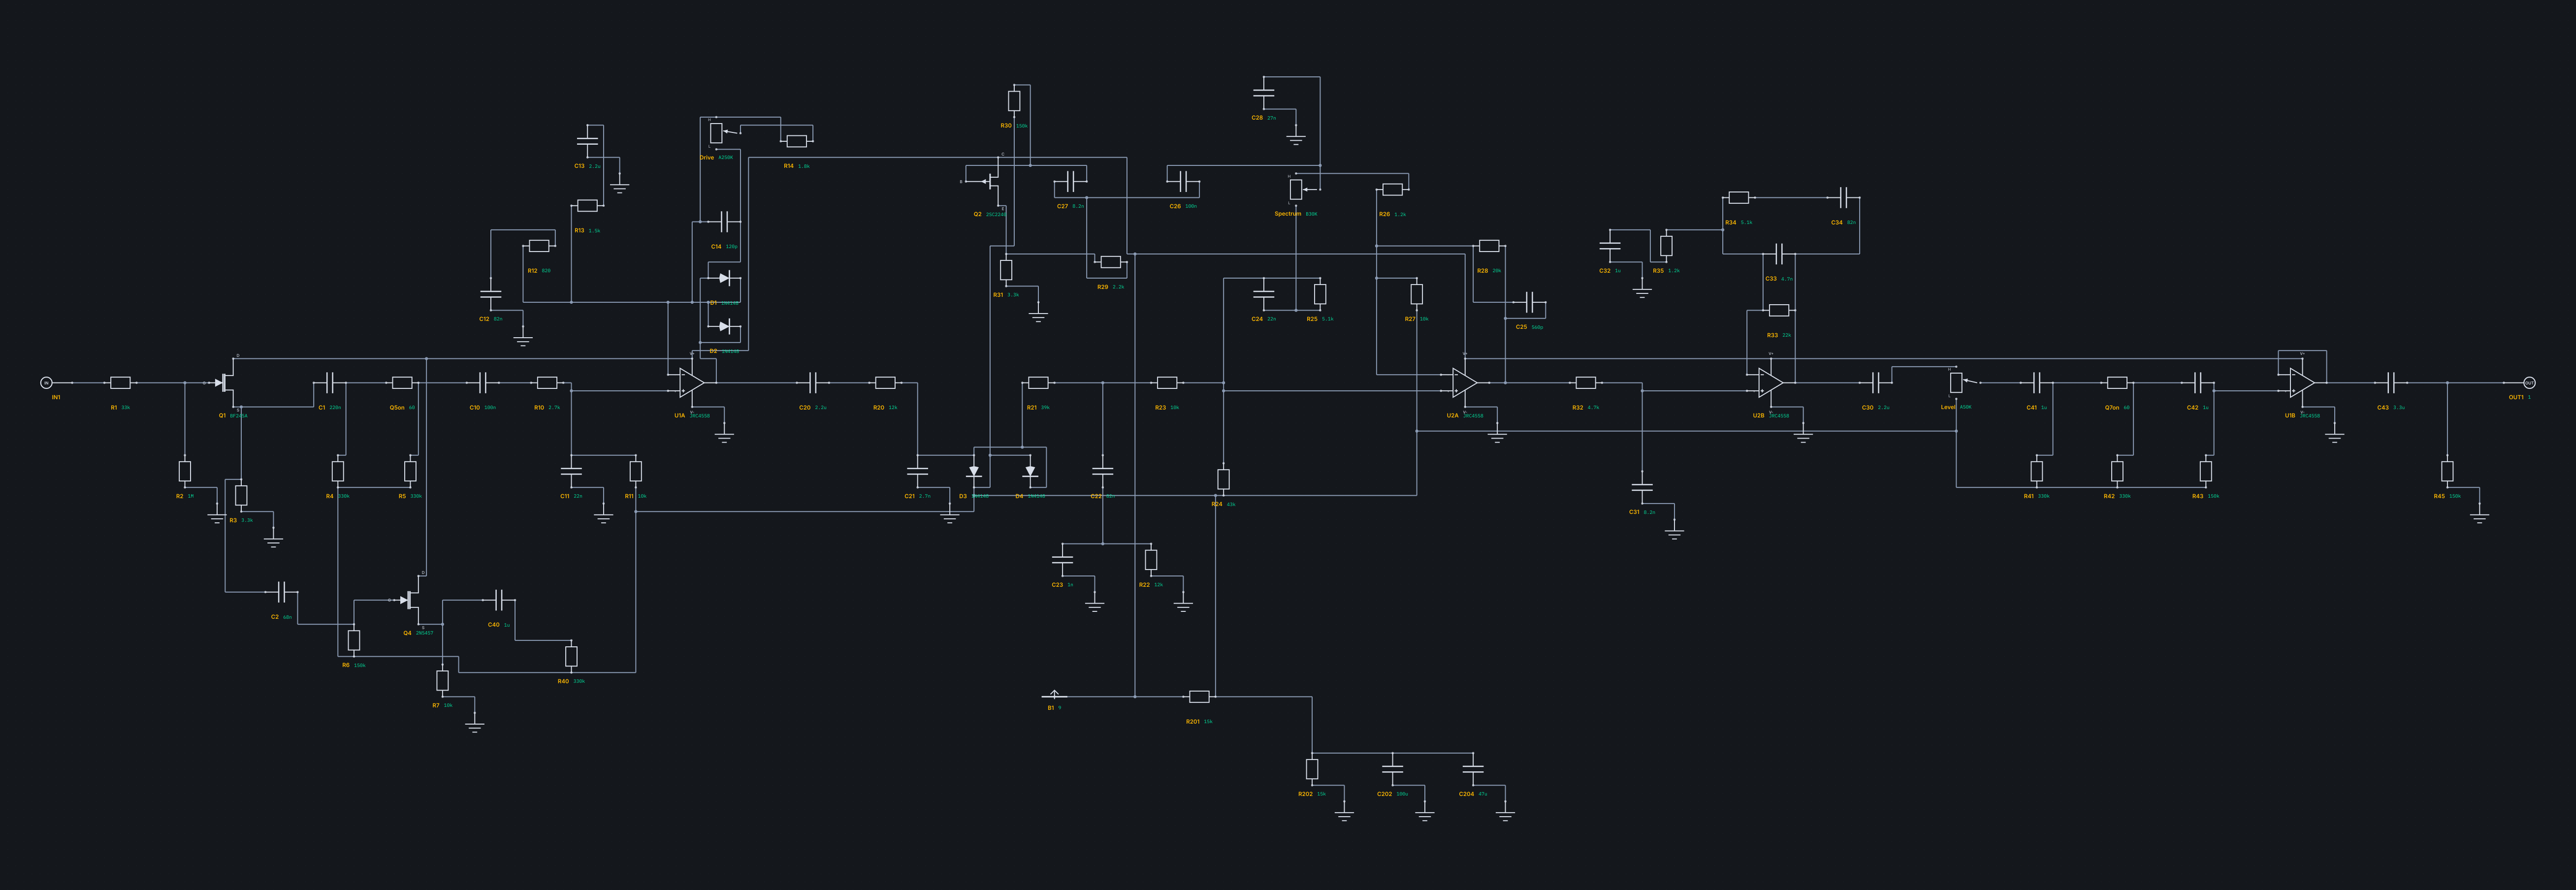 C28 27n
R30 150k
C13 2.2u
Drive A250K
R14 1.8k
Q2 2SC2240
C27 8.2n
C26 100n
Spectrum B30K
R26 1.2k
R34 5.1k
C34 82n
R13 1.5k
C14 120p
R12 820
R28 20k
C32 1u
R35 1.2k
C33 4.7n
R31 3.3k
R29 2.2k
D1 1N4148
C12 82n
C24 22n
R25 5.1k
R27 10k
C25 560p
R33 22k
D2 1N4148
IN
IN1
R1 33k
Q1 BF245A
C1 220n
Q5on 60
C10 100n
R10 2.7k
U1A JRC4558
C20 2.2u
R20 12k
R21 39k
R23 18k
U2A JRC4558
R32 4.7k
U2B JRC4558
C30 2.2u
Level A50K
C41 1u
Q7on 60
C42 1u
U1B JRC4558
C43 3.3u
OUT
OUT1 1
R2 1M
R3 3.3k
R4 330k
R5 330k
C11 22n
R11 10k
C21 2.7n
D3 1N4148
D4 1N4148
C22 82n
R24 42k
C31 8.2n
R41 330k
R42 330k
R43 150k
R45 150k
C23 1n
R22 12k
C2 68n
Q4 2N5457
C40 1u
R6 150k
R40 330k
R7 10k
B1 9
R201 15k
R202 15k
C202 100u
C204 47u